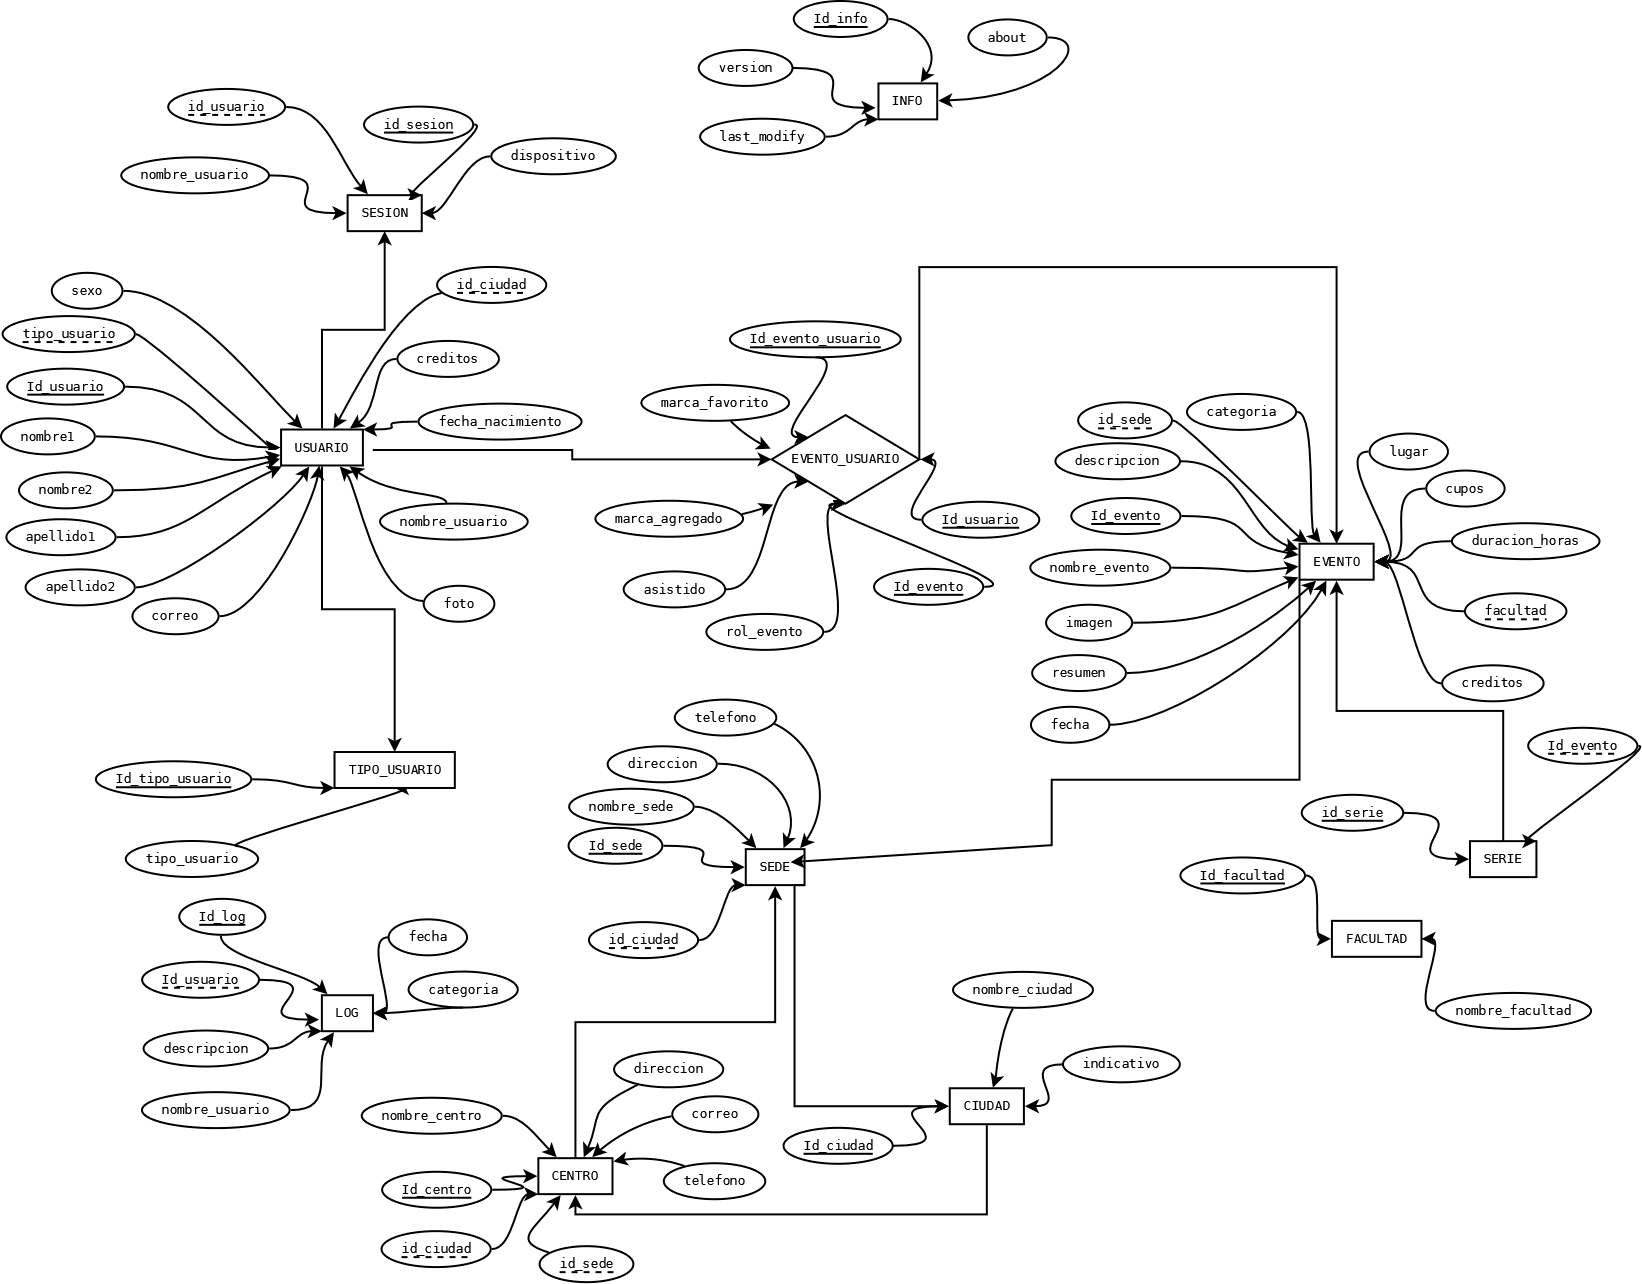 Id_info
about
version
INFO
last_modify
id_usuario
id_sesion
dispositivo
nombre_usuario
SESION
sexo
id_ciudad
tipo_usuario
creditos
Id_usuario
fecha_nacimiento
nombre1
USUARIO
nombre2
nombre_usuario
apellido1
apellido2
foto
correo
Id_evento_usuario
marca_favorito
EVENTO_USUARIO
marca_agregado
Id_usuario
asistido
Id_evento
rol_evento
id_sede
categoria
lugar
descripcion
cupos
Id_evento
duracion_horas
nombre_evento
EVENTO
imagen
facultad
resumen
creditos
fecha
Id_evento
id_serie
SERIE
Id_tipo_usuario
TIPO_USUARIO
tipo_usuario
telefono
direccion
nombre_sede
Id_sede
SEDE
id_ciudad
Id_facultad
FACULTAD
nombre_facultad
Id_log
fecha
Id_usuario
categoria
LOG
descripcion
nombre_usuario
nombre_ciudad
indicativo
CIUDAD
Id_ciudad
direccion
nombre_centro
correo
CENTRO
telefono
Id_centro
id_ciudad
id_sede